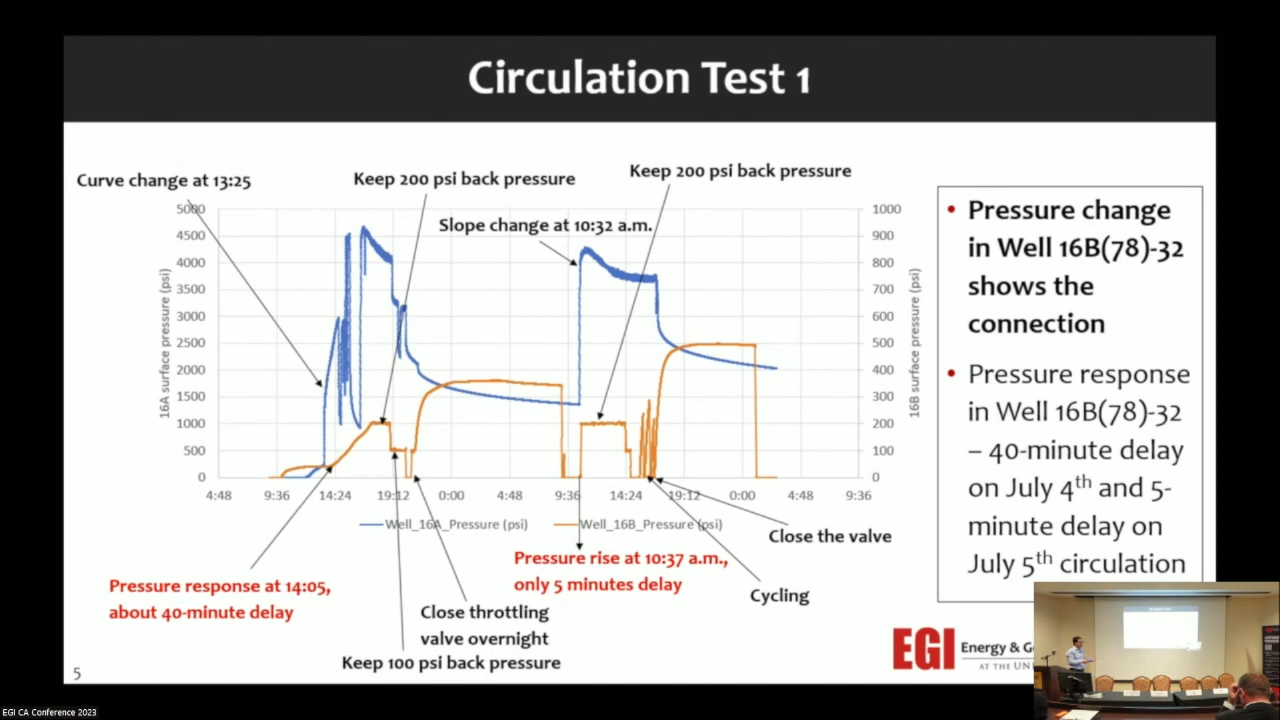 Circulation Test 1
Curve change at 13:25
Keep 200 psi back pressure
Keep 200 psi back pressure
Slope change at 10:32 a.m.
5000
4500
4000
3500
3000
2500
2000
1500
1000
500
0
16A surface pressure (psi)
1000
900
800
700
600
500
400
300
200
100
0
16B surface pressure (psi)
4:48 9:36 14:24 19:12 0:00 4:48 9:36 14:24 19:12 0:00 4:48 9:36
Well_16A_Pressure (psi) Well_16B_Pressure (psi)
Close the valve
Pressure rise at 10:37 a.m.,
only 5 minutes delay
Cycling
Pressure response at 14:05,
about 40-minute delay
Close throttling
valve overnight
Keep 100 psi back pressure
• Pressure change
in Well 16B(78)-32
shows the
connection
• Pressure response
in Well 16B(78)-32
– 40-minute delay
on July 4th and 5-
minute delay on
July 5th circulation
EGI Energy & G
AT THE UN
5
EGI CA Conference 2023